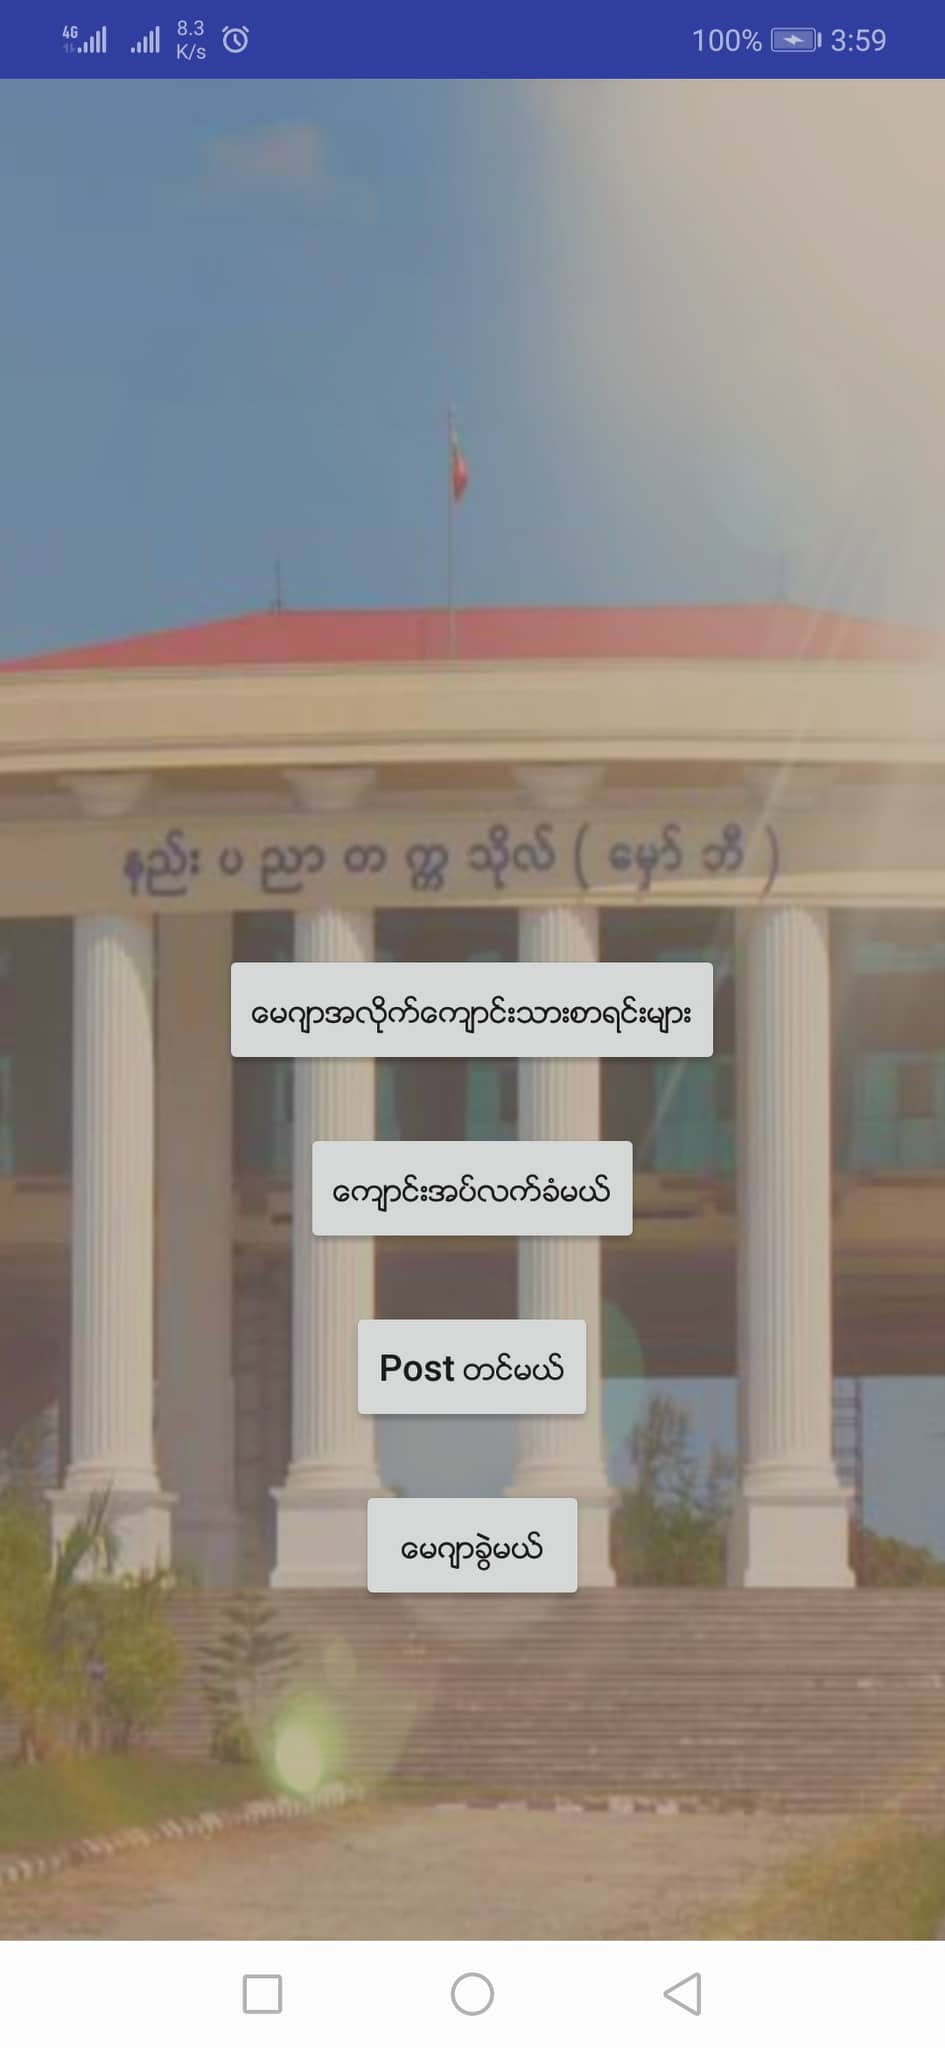 4G
8.3
K/s
100%
3:59
နည်း ပ ညာ တ က္က သိုလ် ( မှော် ဘီ )
မေဂျာအလိုက်ကျောင်းသားစာရင်းများ
ကျောင်းအပ်လက်ခံမယ်
Post တင်မယ်
မေဂျာခွဲမယ်